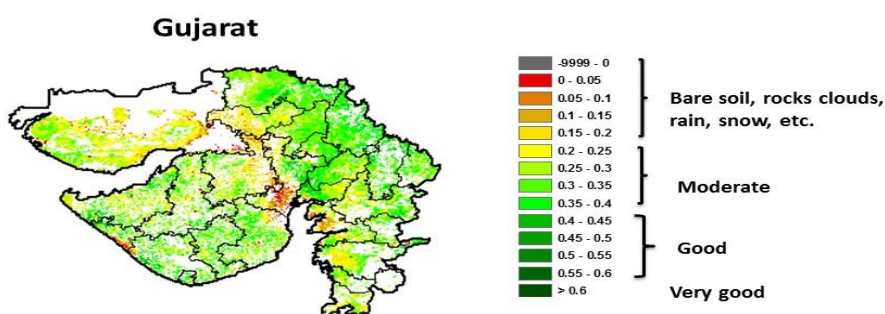 Gujarat
-9999 - 0
0 - 0.05
0.05 - 0.1
0.1 - 0.15
0.15 - 0.2
0.2 - 0.25
0.25 - 0.3
0.3 - 0.35
0.35 - 0.4
0.4 - 0.45
0.45 - 0.5
0.5 - 0.55
0.55 - 0.6
> 0.6
Bare soil, rocks clouds,
rain, snow, etc.
Moderate
Good
Very good